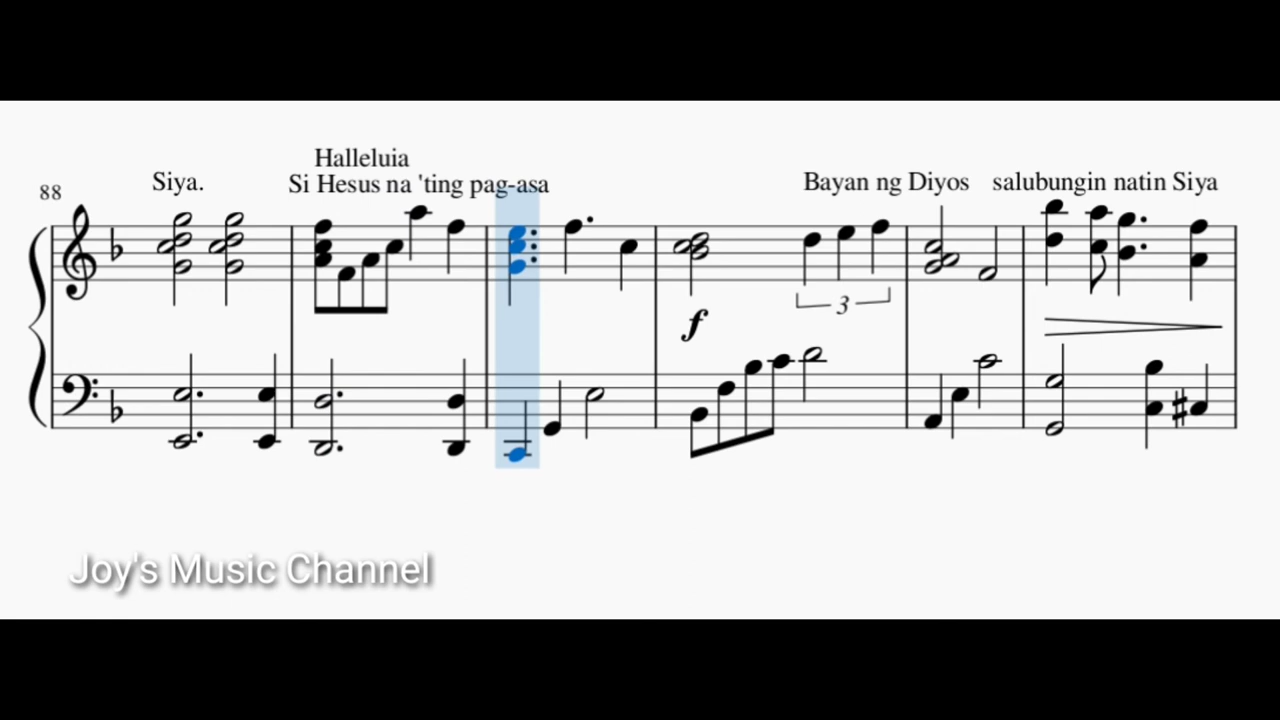 Halleluia
88 Siya. Si Hesus na 'ting pag-asa Bayan ng Diyos salubungin natin Siya
f 3
Joy's Music Channel